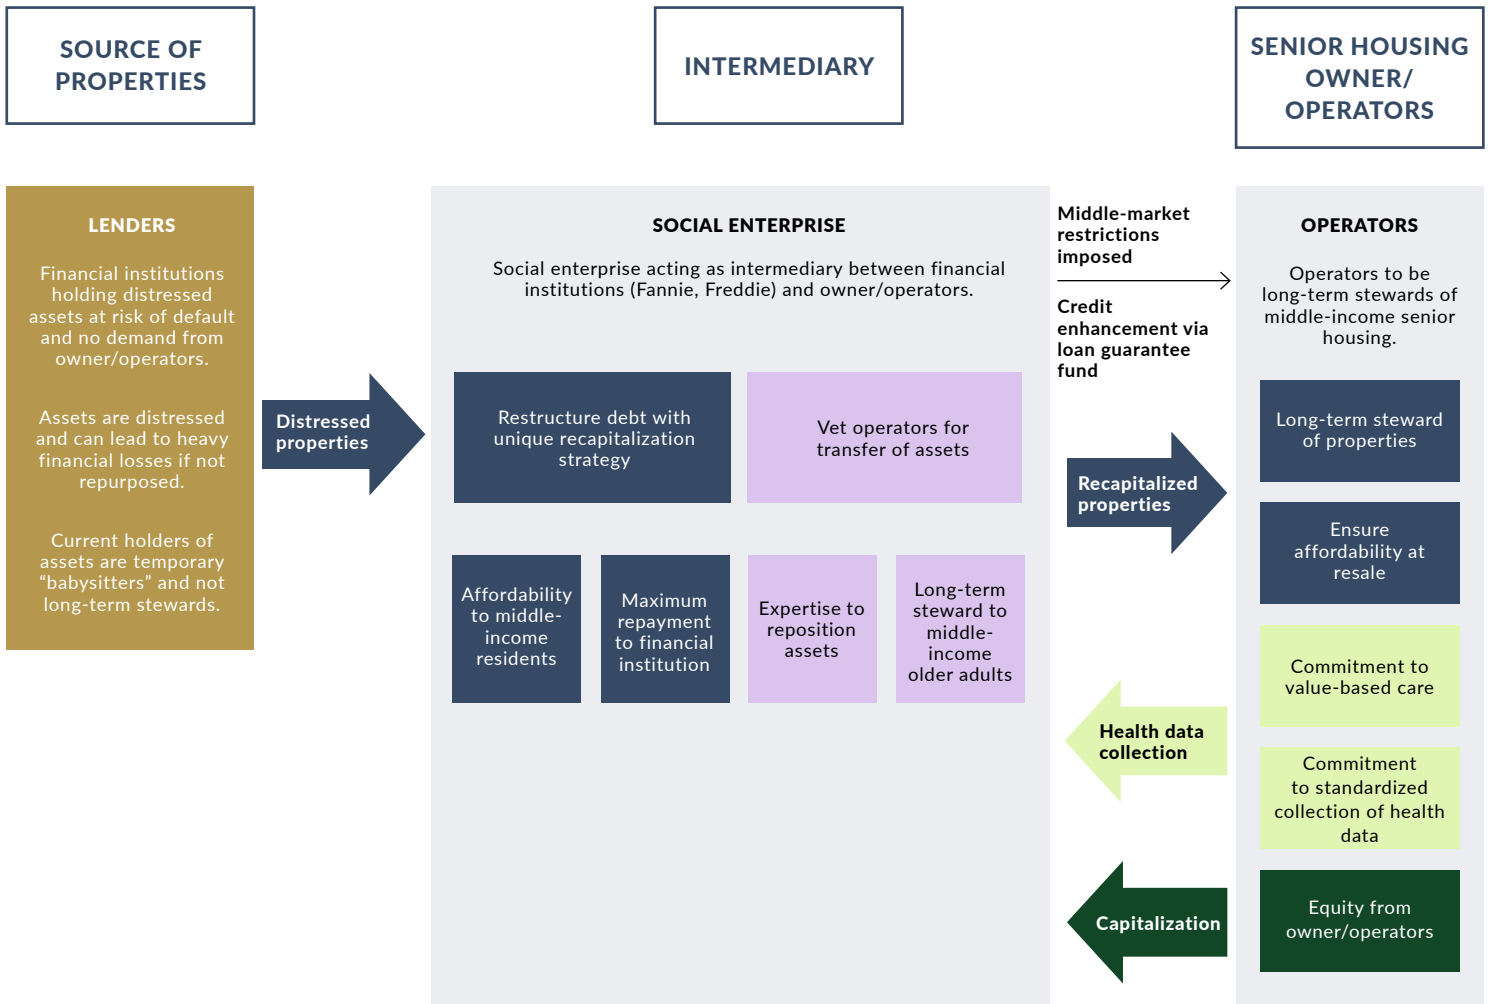 SOURCE OF
PROPERTIES
INTERMEDIARY
SENIOR HOUSING
OWNER/
OPERATORS
LENDERS
Financial institutions
holding distressed
assets at risk of default
and no demand from
owner/operators.
Assets are distressed
and can lead to heavy
financial losses if not
repurposed.
Current holders of
assets are temporary
“babysitters” and not
long-term stewards.
Distressed
properties
SOCIAL ENTERPRISE
Social enterprise acting as intermediary between financial
institutions (Fannie, Freddie) and owner/operators.
Restructure debt with
unique recapitalization
strategy
Vet operators for
transfer of assets
Affordability
to middle-
income
residents
Maximum
repayment
to financial
institution
Expertise to
reposition
assets
Long-term
steward to
middle-
income
older adults
Middle-market
restrictions
imposed
Credit
enhancement via
loan guarantee
fund
Recapitalized
properties
Health data
collection
Capitalization
OPERATORS
Operators to be
long-term stewards of
middle-income senior
housing.
Long-term steward
of properties
Ensure
affordability at
resale
Commitment to
value-based care
Commitment
to standardized
collection of health
data
Equity from
owner/operators